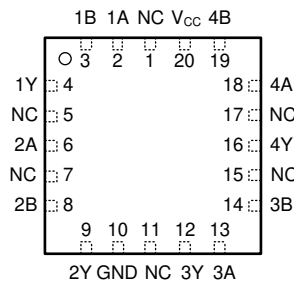 1B 1A NC VCC 4B
3 2 1 20 19
1Y 4 18 4A
NC 5 17 NC
2A 6 16 4Y
NC 7 15 NC
2B 8 14 3B
9 10 11 12 13
2Y GND NC 3Y 3A